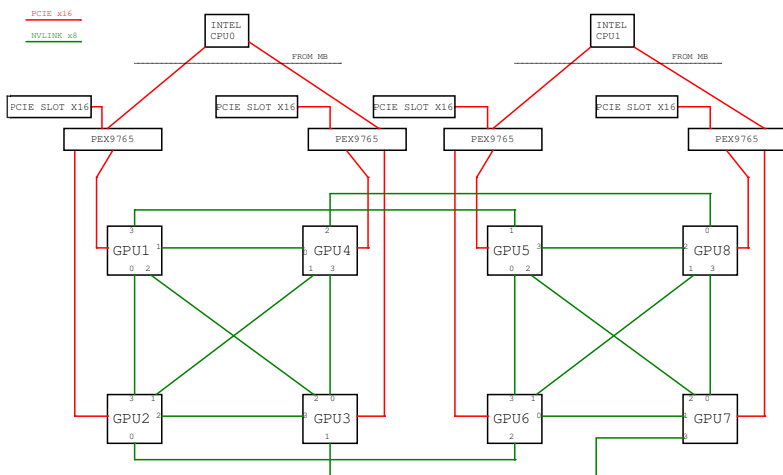 PCIE x16
NVLINK x8
INTEL
CPU0
INTEL
CPU1
FROM MB
FROM MB
PCIE SLOT X16
PCIE SLOT X16
PCIE SLOT X16
PCIE SLOT X16
PEX9765
PEX9765
PEX9765
PEX9765
3
GPU1
1
0 2
2
0
GPU4
1 3
1
GPU5
3
0 2
0
2
GPU8
1 3
3 1
GPU2
2
0
2 0
3
GPU3
1
3 1
GPU6
0
2
2 0
1
GPU7
3